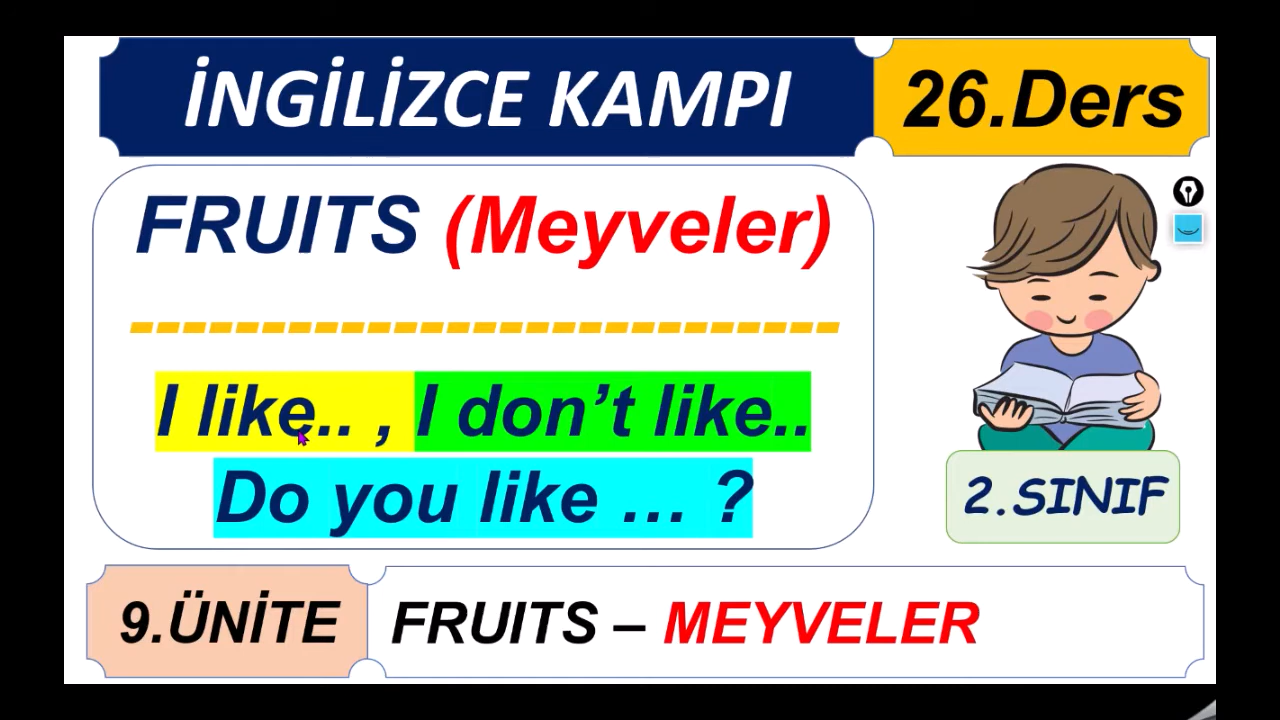 İNGİLİZCE KAMPI
26.Ders
FRUITS (Meyveler)
I like.. , I don’t like..
Do you like … ?
2.SINIF
9.ÜNİTE
FRUITS – MEYVELER